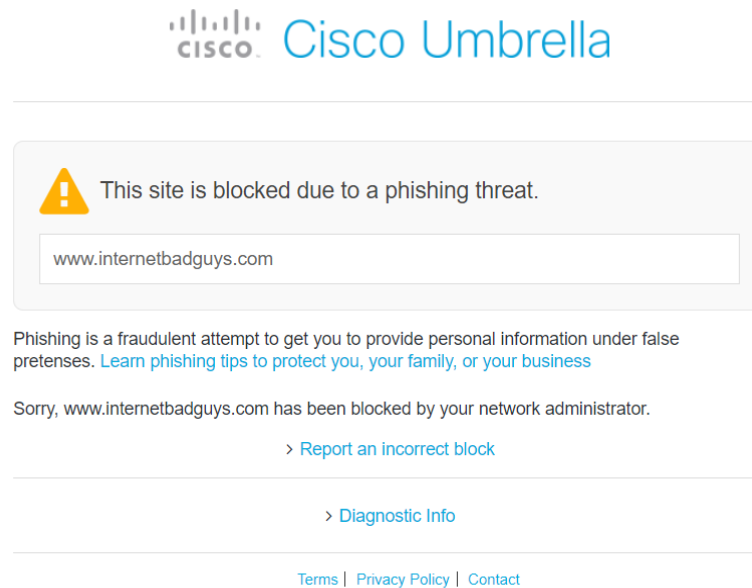 CISCO Cisco Umbrella
This site is blocked due to a phishing threat.
www.internetbadguys.com
Phishing is a fraudulent attempt to get you to provide personal information under false
pretenses. Learn phishing tips to protect you, your family, or your business
Sorry, www.internetbadguys.com has been blocked by your network administrator.
> Report an incorrect block
> Diagnostic Info
Terms | Privacy Policy | Contact